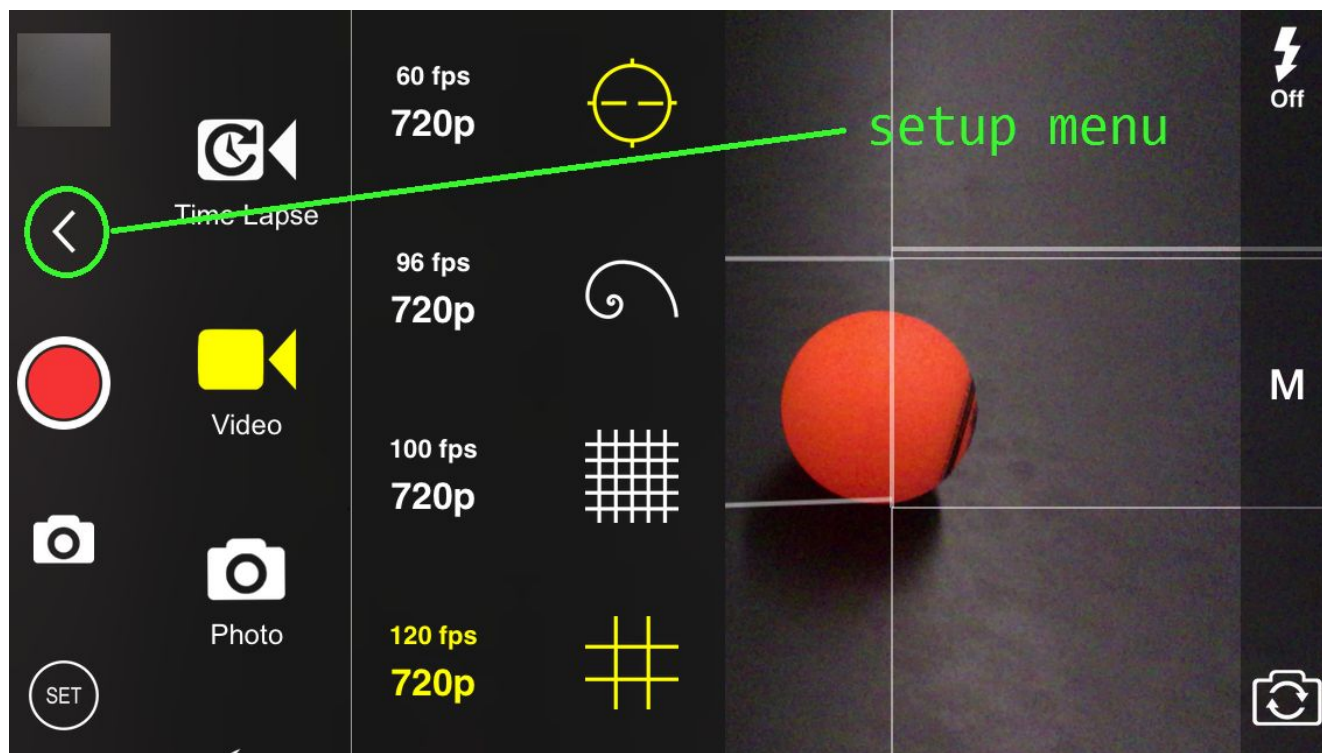 60 fps
720p
setup menu
Off
Time Lapse
96 fps
720p
M
Video
100 fps
720p
Photo
120 fps
720p
SET